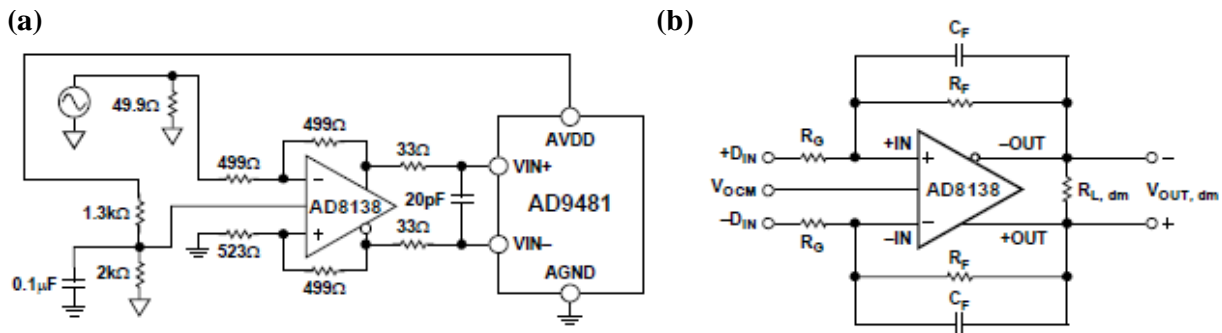 (a)
49.9Ω
499Ω
499Ω
33Ω
AVDD
VIN+
1.3kΩ
AD8138
20pF
AD9481
523Ω
33Ω
VIN–
0.1μF
2kΩ
499Ω
AGND
(b)
CF
RF
RG
+DIN
+IN
–OUT
VOCM
AD8138
RL, dm
VOUT, dm
–DIN
RG
–IN
+OUT
RF
CF